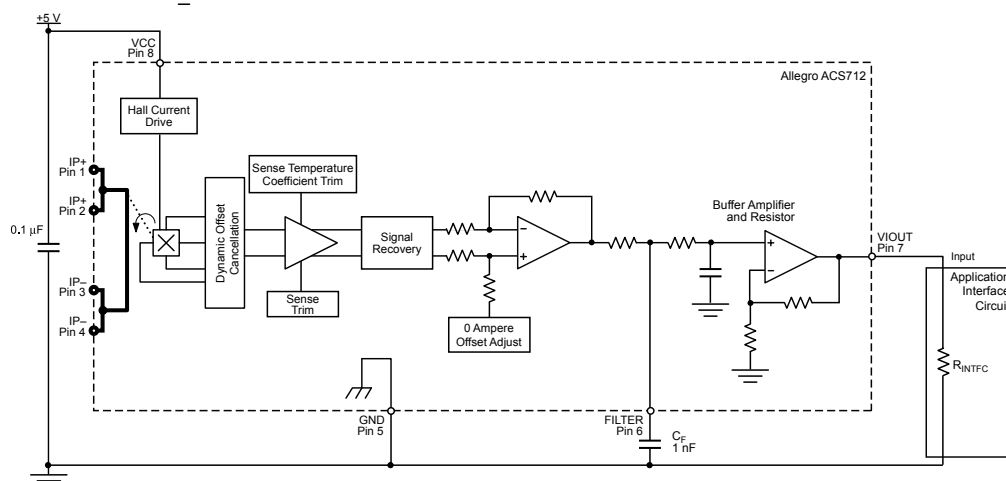 +5 V
VCC
Pin 8
Allegro ACS712
Hall Current
Drive
IP+
Pin 1
IP+
Pin 2
0.1 μF
IP–
Pin 3
IP–
Pin 4
Dynamic Offset
Cancellation
Sense Temperature
Coefficient Trim
Sense
Trim
Signal
Recovery
0 Ampere
Offset Adjust
Buffer Amplifier
and Resistor
VIOUT
Pin 7
Input
Application
Interface
Circui
RINTFC
GND
Pin 5
FILTER
Pin 6
CF
1 nF